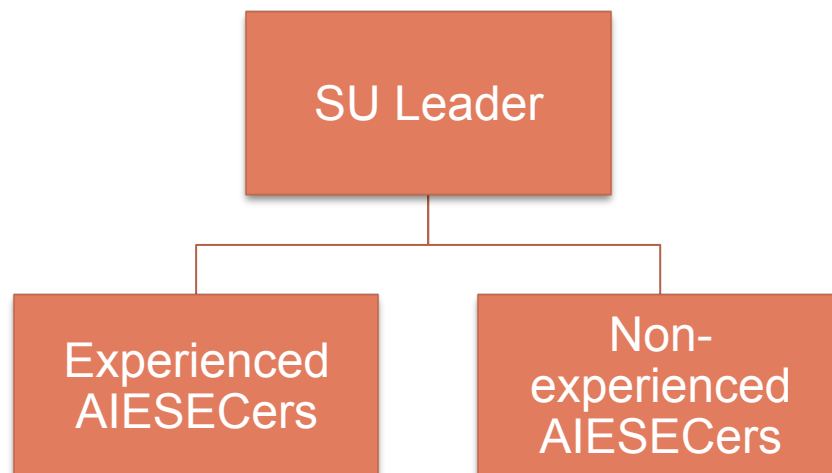 SU Leader
Experienced
AIESECers
Non-
experienced
AIESECers